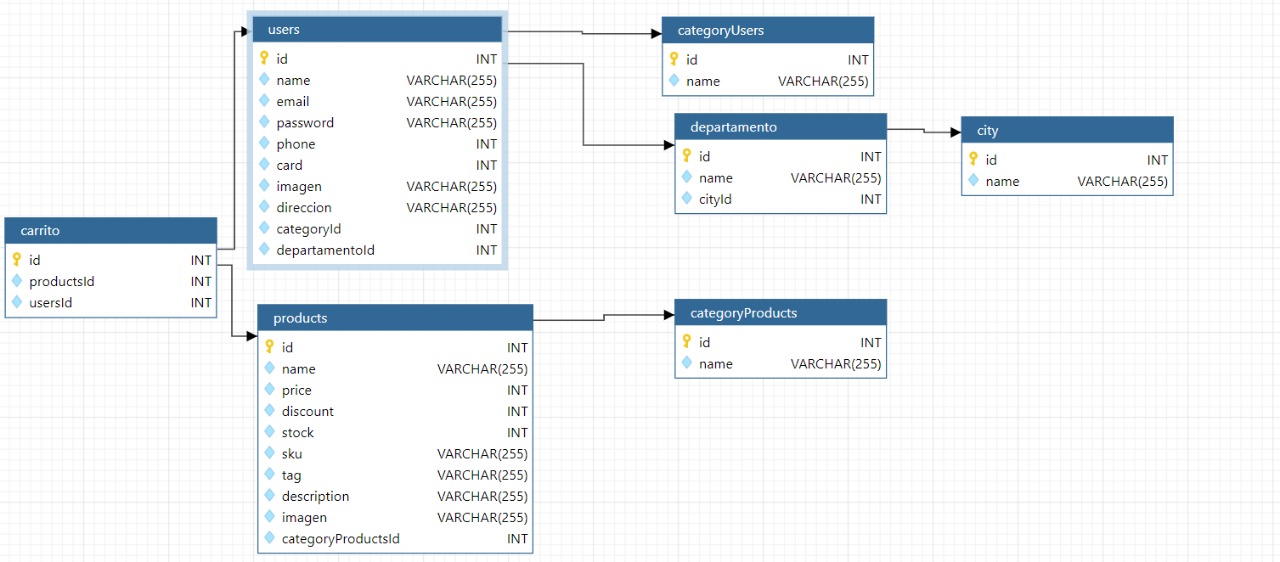 users
id INT
name VARCHAR(255)
email VARCHAR(255)
password VARCHAR(255)
phone INT
card INT
imagen VARCHAR(255)
direccion VARCHAR(255)
categoryId INT
departamentoId INT
categoryUsers
id INT
name VARCHAR(255)
departamento
id INT
name VARCHAR(255)
cityId INT
city
id INT
name VARCHAR(255)
carrito
id INT
productsId INT
usersId INT
products
id INT
name VARCHAR(255)
price INT
discount INT
stock INT
sku VARCHAR(255)
tag VARCHAR(255)
description VARCHAR(255)
imagen VARCHAR(255)
categoryProductsId INT
categoryProducts
id INT
name VARCHAR(255)